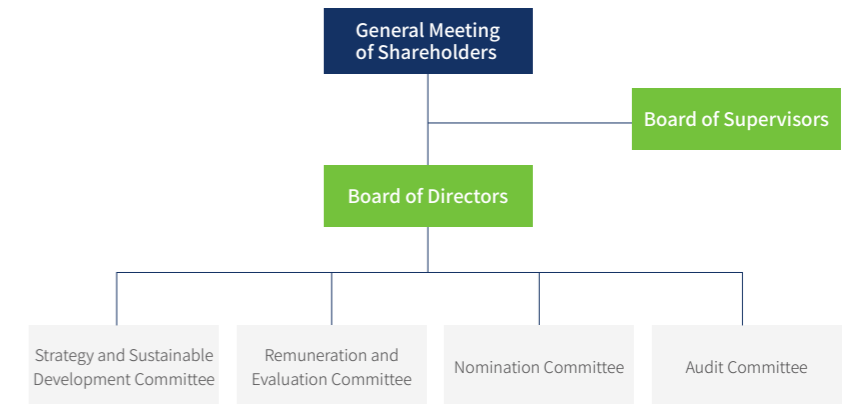 General Meeting
of Shareholders
Board of Supervisors
Board of Directors
Strategy and Sustainable
Development Committee
Remuneration and
Evaluation Committee
Nomination Committee
Audit Committee